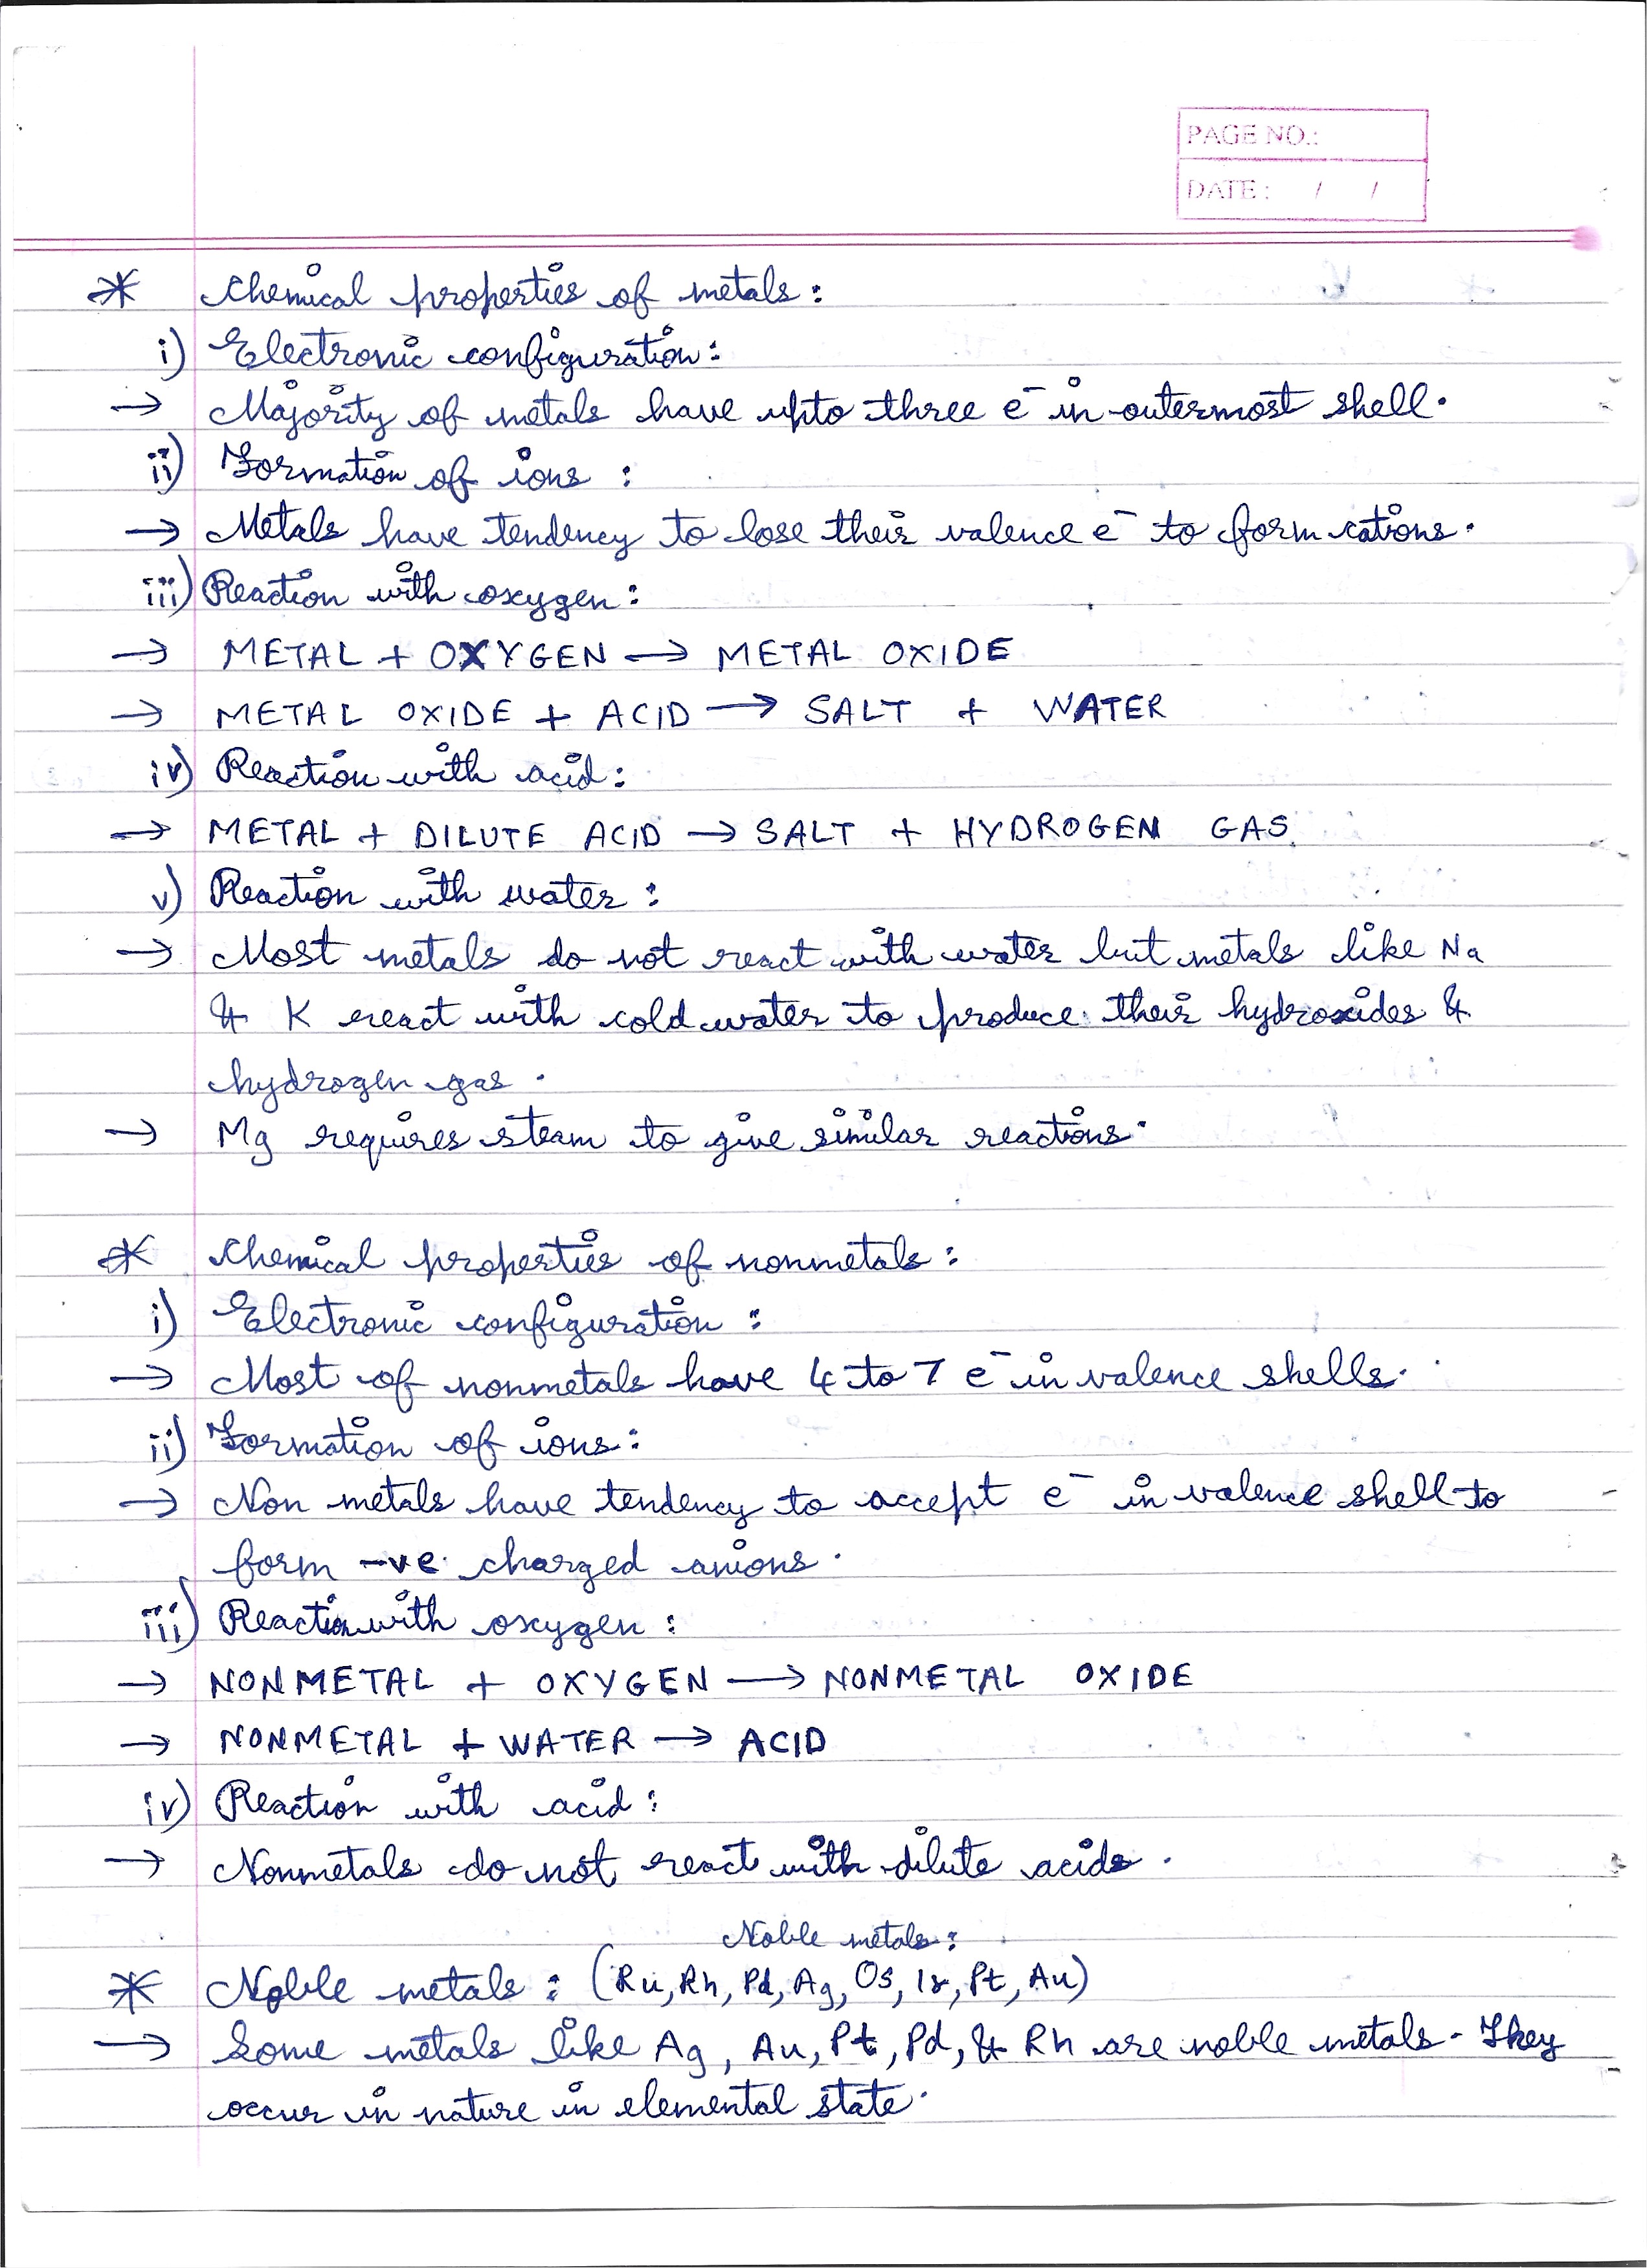 PAGE NO.:
DATE : / /
* Chemical properties of metals :
i) Electronic configuration :
→ Majority of metals have upto three e⁻ in outermost shell.
ii) Formation of ions :
→ Metals have tendency to lose their valence e⁻ to form cations.
iii) Reaction with oxygen :
→ METAL + OXYGEN → METAL OXIDE
→ METAL OXIDE + ACID → SALT + WATER
iv) Reaction with acid :
→ METAL + DILUTE ACID → SALT + HYDROGEN GAS.
v) Reaction with water :
→ Most metals do not react with water but metals like Na
& K react with cold water to produce their hydroxides &
hydrogen gas.
→ Mg requires steam to give similar reactions.
* Chemical properties of nonmetals :
i) Electronic configuration :
→ Most of nonmetals have 4 to 7 e⁻ in valence shells.
ii) Formation of ions :
→ Non metals have tendency to accept e⁻ in valence shell to
form -ve charged anions.
iii) Reaction with oxygen :
→ NONMETAL + OXYGEN → NONMETAL OXIDE
→ NONMETAL + WATER → ACID
iv) Reaction with acid :
→ Nonmetals do not react with dilute acids.
Noble metals :
* Noble metals : (Ru, Rh, Pd, Ag, Os, Ir, Pt, Au)
→ Some metals like Ag, Au, Pt, Pd, & Rh are noble metals. They
occur in nature in elemental state.